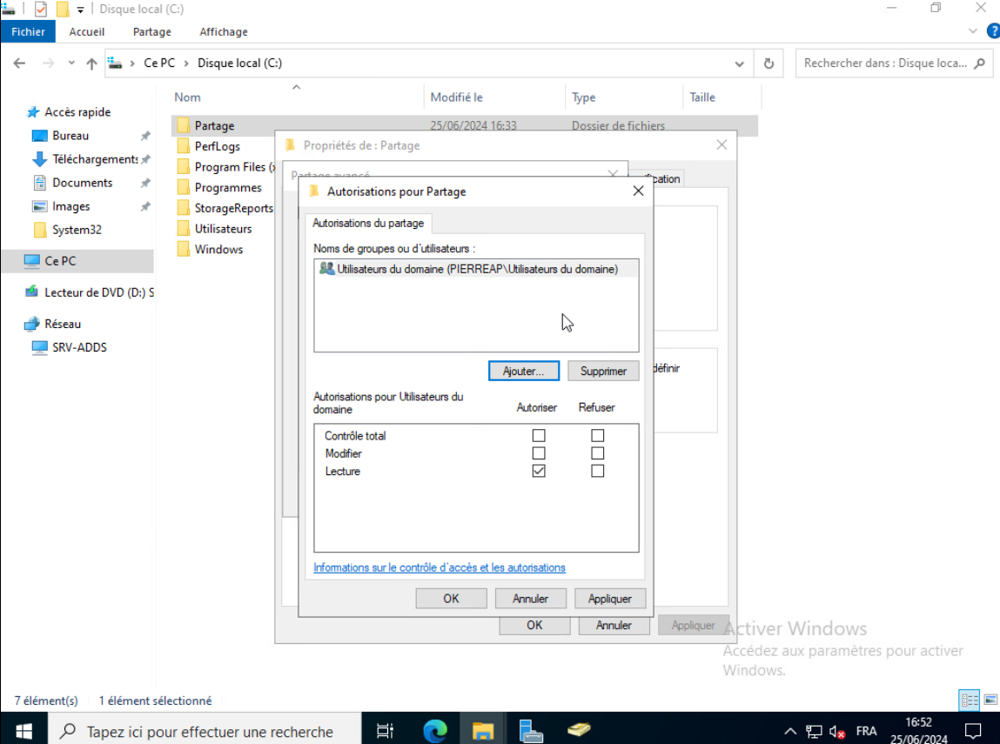 Disque local (C:)
Fichier Accueil Partage Affichage
Ce PC > Disque local (C:)
Rechercher dans : Disque loca...
Nom Modifié le Type Taille
Accès rapide
Bureau
Téléchargements
Documents
Images
System32
Ce PC
Lecteur de DVD (D:) S
Réseau
SRV-ADDS
Partage 25/06/2024 16:33 Dossier de fichiers
PerfLogs
Program Files (x
Programmes
StorageReports
Utilisateurs
Windows
Propriétés de : Partage
Partage avancé
fication
Autorisations pour Partage
Autorisations du partage
Noms de groupes ou d'utilisateurs :
Utilisateurs du domaine (PIERREAP\Utilisateurs du domaine)
Ajouter... Supprimer
définir
Autorisations pour Utilisateurs du
domaine
Autoriser Refuser
Contrôle total
Modifier
Lecture
Informations sur le contrôle d'accès et les autorisations
OK Annuler Appliquer
OK Annuler Appliquer
Activer Windows
Accédez aux paramètres pour activer
Windows.
7 élément(s) 1 élément sélectionné
Tapez ici pour effectuer une recherche
FRA
16:52
25/06/2024